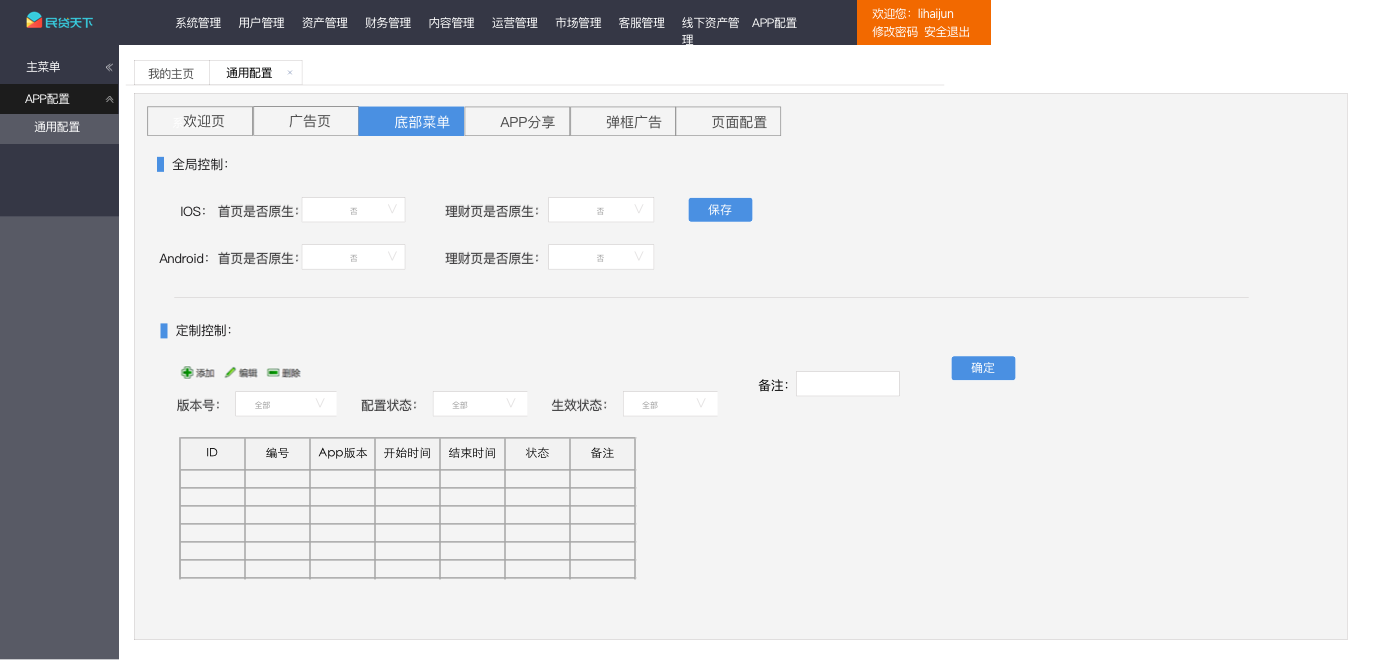 民贷天下
系统管理 用户管理 资产管理 财务管理 内容管理 运营管理 市场管理 客服管理 线下资产管理 APP配置
欢迎您：lihaijun
修改密码 安全退出
主菜单 «
APP配置
通用配置
我的主页 通用配置 ×
欢迎页 广告页 底部菜单 APP分享 弹框广告 页面配置
全局控制：
IOS： 首页是否原生： 否 理财页是否原生： 否 保存
Android： 首页是否原生： 否 理财页是否原生： 否
定制控制：
确定
添加 编辑 删除
备注：
版本号： 全部 配置状态： 全部 生效状态： 全部
ID 编号 App版本 开始时间 结束时间 状态 备注